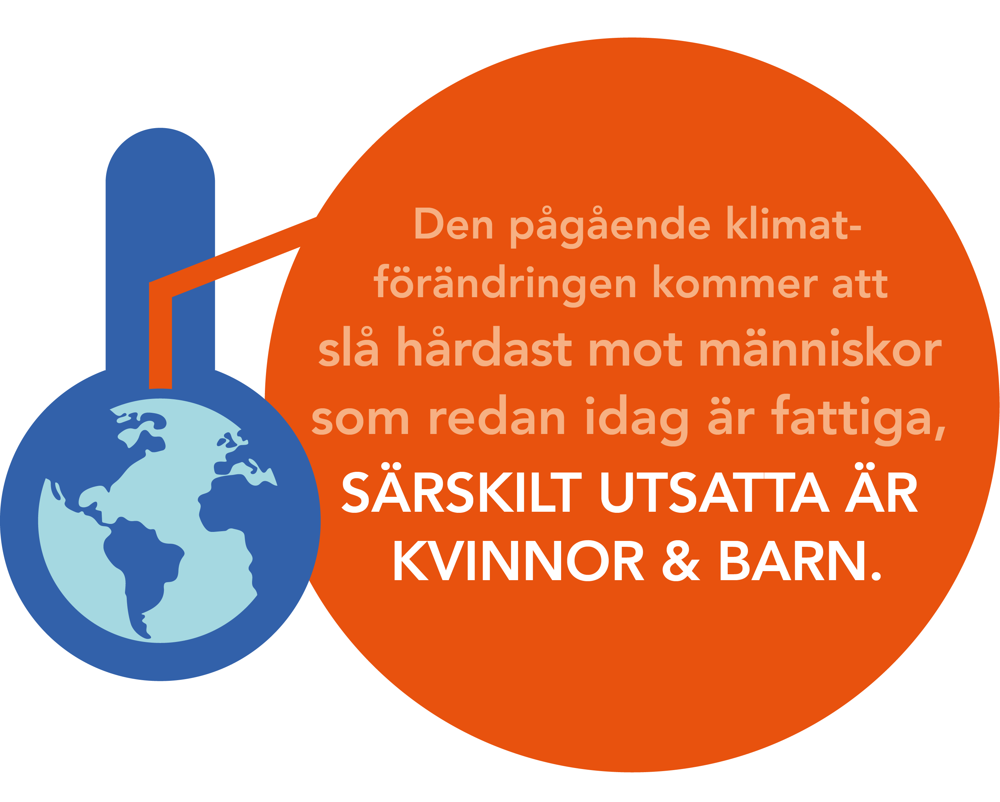 Den pågående klimat-
förändringen kommer att
slå hårdast mot människor
som redan idag är fattiga,
SÄRSKILT UTSATTA ÄR
KVINNOR & BARN.